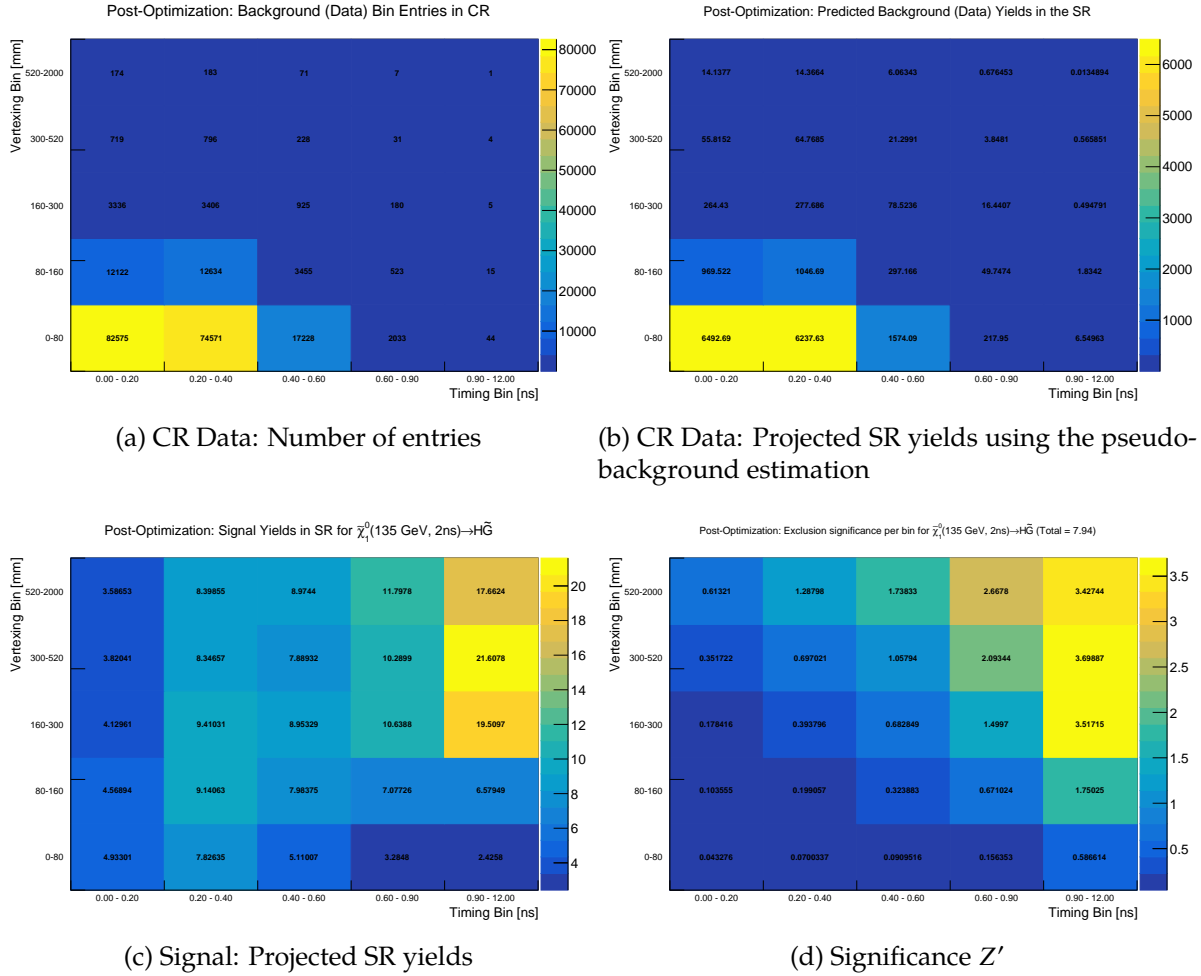 Post-Optimization: Background (Data) Bin Entries in CR
Vertexing Bin [mm]
520-2000 174 183 71 7 1
300-520 719 796 228 31 4
160-300 3336 3406 925 180 5
80-160 12122 12634 3455 523 15
0-80 82575 74571 17228 2033 44
0.00 - 0.20 0.20 - 0.40 0.40 - 0.60 0.60 - 0.90 0.90 - 12.00
Timing Bin [ns]
80000
70000
60000
50000
40000
30000
20000
10000
(a) CR Data: Number of entries
Post-Optimization: Predicted Background (Data) Yields in the SR
Vertexing Bin [mm]
520-2000 14.1377 14.3664 6.06343 0.676453 0.0134894
300-520 55.8152 64.7685 21.2991 3.8481 0.565851
160-300 264.43 277.686 78.5236 16.4407 0.494791
80-160 969.522 1046.69 297.166 49.7474 1.8342
0-80 6492.69 6237.63 1574.09 217.95 6.54963
0.00 - 0.20 0.20 - 0.40 0.40 - 0.60 0.60 - 0.90 0.90 - 12.00
Timing Bin [ns]
6000
5000
4000
3000
2000
1000
(b) CR Data: Projected SR yields using the pseudo-
background estimation
Post-Optimization: Signal Yields in SR for χ̃⁰₁(135 GeV, 2ns)→HG̃
Vertexing Bin [mm]
520-2000 3.58653 8.39855 8.9744 11.7978 17.6624
300-520 3.82041 8.34657 7.88932 10.2899 21.6078
160-300 4.12961 9.41031 8.95329 10.6388 19.5097
80-160 4.56894 9.14063 7.98375 7.07726 6.57949
0-80 4.93301 7.82635 5.11007 3.2848 2.4258
0.00 - 0.20 0.20 - 0.40 0.40 - 0.60 0.60 - 0.90 0.90 - 12.00
Timing Bin [ns]
20
18
16
14
12
10
8
6
4
(c) Signal: Projected SR yields
Post-Optimization: Exclusion significance per bin for χ̃⁰₁(135 GeV, 2ns)→HG̃ (Total = 7.94)
Vertexing Bin [mm]
520-2000 0.61321 1.28798 1.73833 2.6678 3.42744
300-520 0.351722 0.697021 1.05794 2.09344 3.69887
160-300 0.178416 0.393796 0.682849 1.4997 3.51715
80-160 0.103555 0.199057 0.323883 0.671024 1.75025
0-80 0.043276 0.0700337 0.0909516 0.156353 0.586614
0.00 - 0.20 0.20 - 0.40 0.40 - 0.60 0.60 - 0.90 0.90 - 12.00
Timing Bin [ns]
3.5
3
2.5
2
1.5
1
0.5
(d) Significance Z′